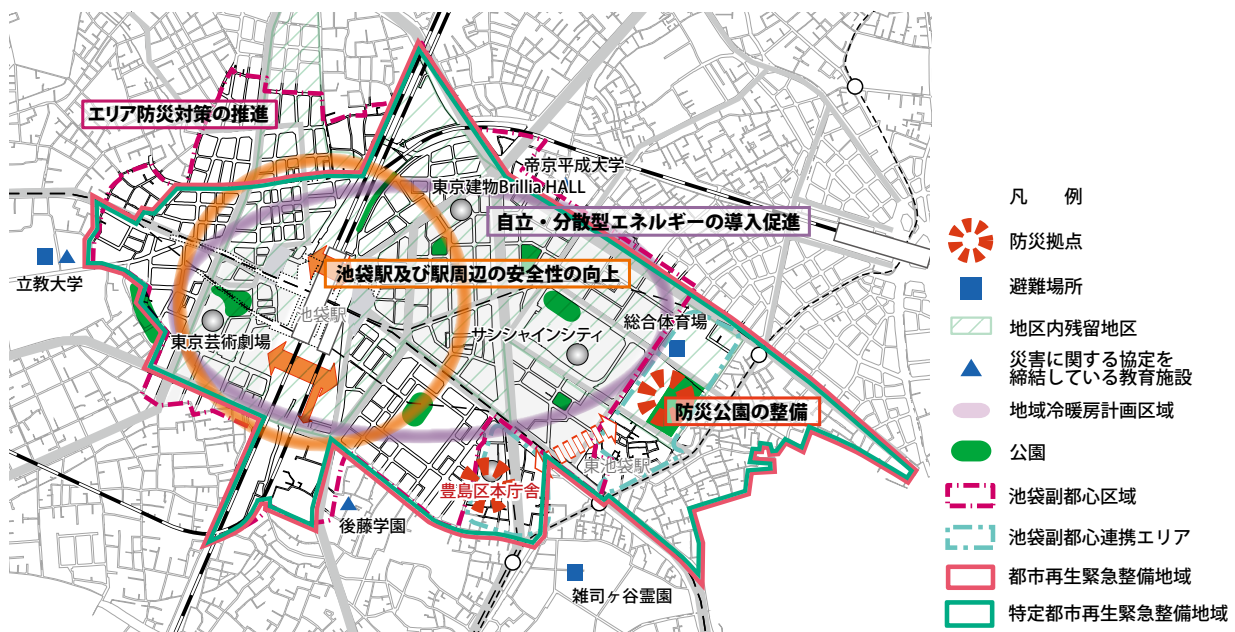 エリア防災対策の推進
帝京平成大学
東京建物Brillia HALL
自立・分散型エネルギーの導入促進
池袋駅及び駅周辺の安全性の向上
立教大学
池袋駅
東京芸術劇場
サンシャインシティ
総合体育場
防災公園の整備
東池袋駅
豊島区本庁舎
後藤学園
雑司ヶ谷霊園
凡 例
防災拠点
避難場所
地区内残留地区
災害に関する協定を
締結している教育施設
地域冷暖房計画区域
公園
池袋副都心区域
池袋副都心連携エリア
都市再生緊急整備地域
特定都市再生緊急整備地域